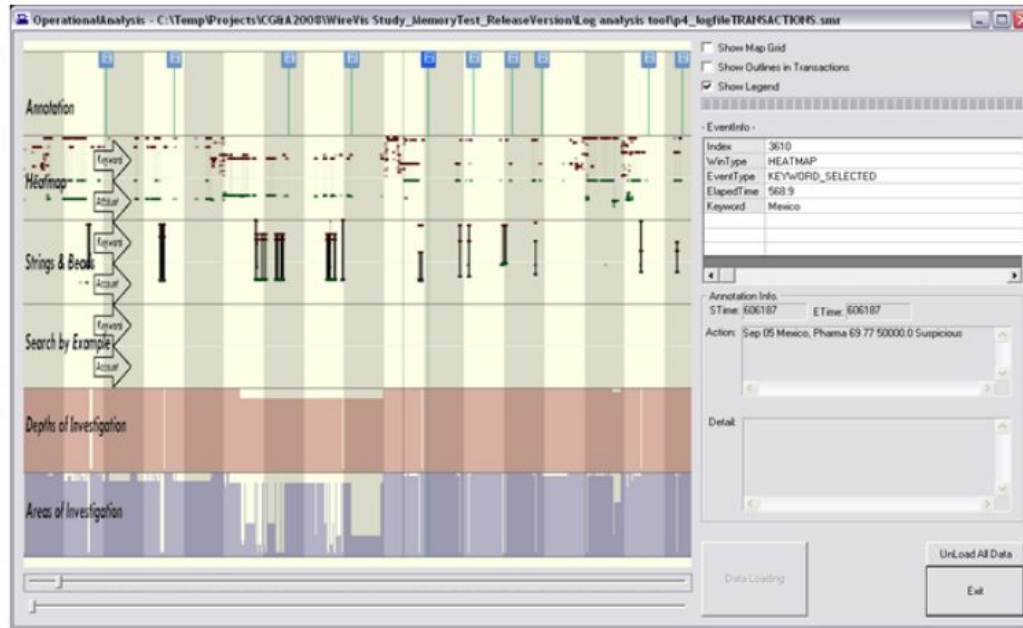 OperationalAnalysis - C:\Temp\Projects\CG&A2008\WireVis Study_MemoryTest_ReleaseVersion\Log analysis tool\p4_logfileTRANSACTIONS.smr
Annotation
Heatmap
Keyword
Account
Strings & Beads
Keyword
Account
Search by Example
Keyword
Account
Depths of Investigation
Areas of Investigation
Show Map Grid
Show Outlines in Transactions
Show Legend
- EventInfo -
Index 3610
WinType HEATMAP
EventType KEYWORD_SELECTED
ElapedTime 568.9
Keyword Mexico
Annotation Info.
STime: 606187 ETime: 606187
Action: Sep 05 Mexico, Pharma 69 77 50000.0 Suspicious
Detail:
Data Loading
UnLoad All Data
Exit